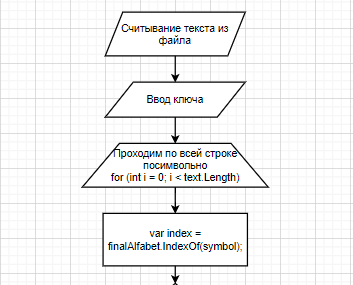 Считывание текста из
файла
Ввод ключа
Проходим по всей строке
посимвольно
for (int i = 0; i < text.Length)
var index =
finalAlfabet.IndexOf(symbol);